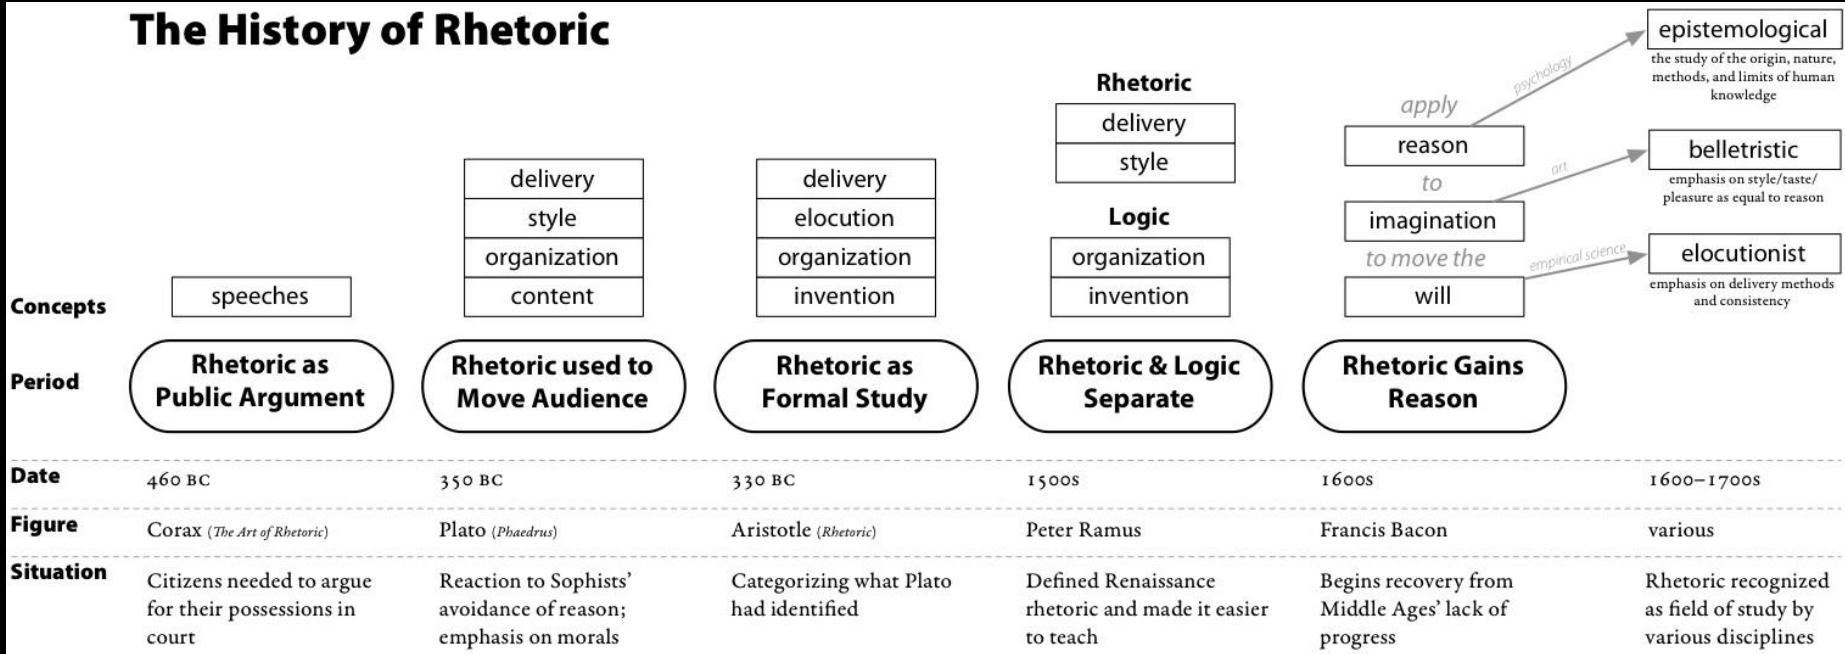 The History of Rhetoric
epistemological
the study of the origin, nature,
methods, and limits of human
knowledge
psychology
Rhetoric
delivery
style
apply
reason
to
imagination
to move the
will
art
belletristic
emphasis on style/taste/
pleasure as equal to reason
empirical science
elocutionist
emphasis on delivery methods
and consistency
delivery
style
organization
content
delivery
elocution
organization
invention
Logic
organization
invention
Concepts
speeches
Period
Rhetoric as
Public Argument
Rhetoric used to
Move Audience
Rhetoric as
Formal Study
Rhetoric & Logic
Separate
Rhetoric Gains
Reason
Date
460 BC
350 BC
330 BC
1500s
1600s
1600–1700s
Figure
Corax (The Art of Rhetoric)
Plato (Phaedrus)
Aristotle (Rhetoric)
Peter Ramus
Francis Bacon
various
Situation
Citizens needed to argue
for their possessions in
court
Reaction to Sophists’
avoidance of reason;
emphasis on morals
Categorizing what Plato
had identified
Defined Renaissance
rhetoric and made it easier
to teach
Begins recovery from
Middle Ages’ lack of
progress
Rhetoric recognized
as field of study by
various disciplines